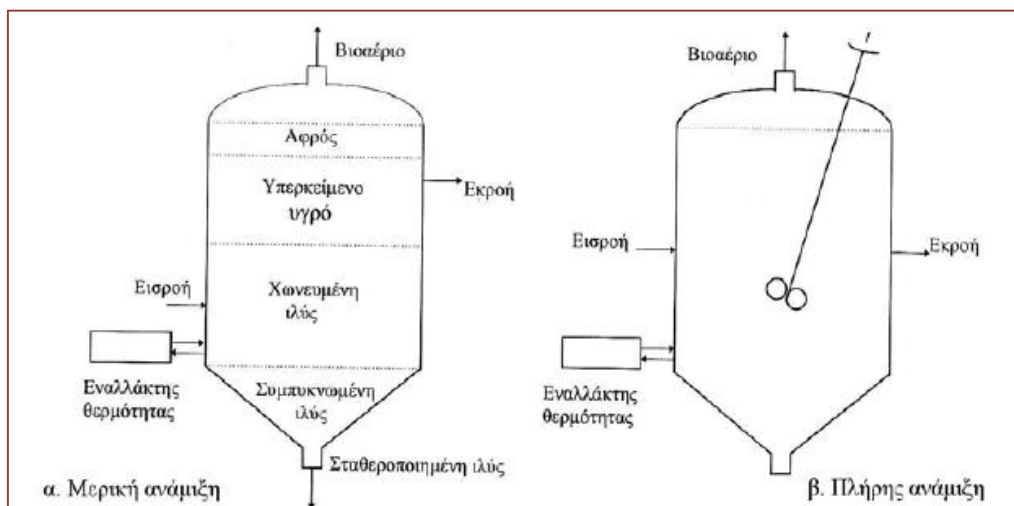 Βιοαέριο
Αφρός
Υπερκείμενο
υγρό
Εκροή
Εισροή
Χωνευμένη
ιλύς
Εναλλάκτης
θερμότητας
Συμπυκνωμένη
ιλύς
Σταθεροποιημένη ιλύς
α. Μερική ανάμιξη
Βιοαέριο
Εισροή
Εκροή
Εναλλάκτης
θερμότητας
β. Πλήρης ανάμιξη